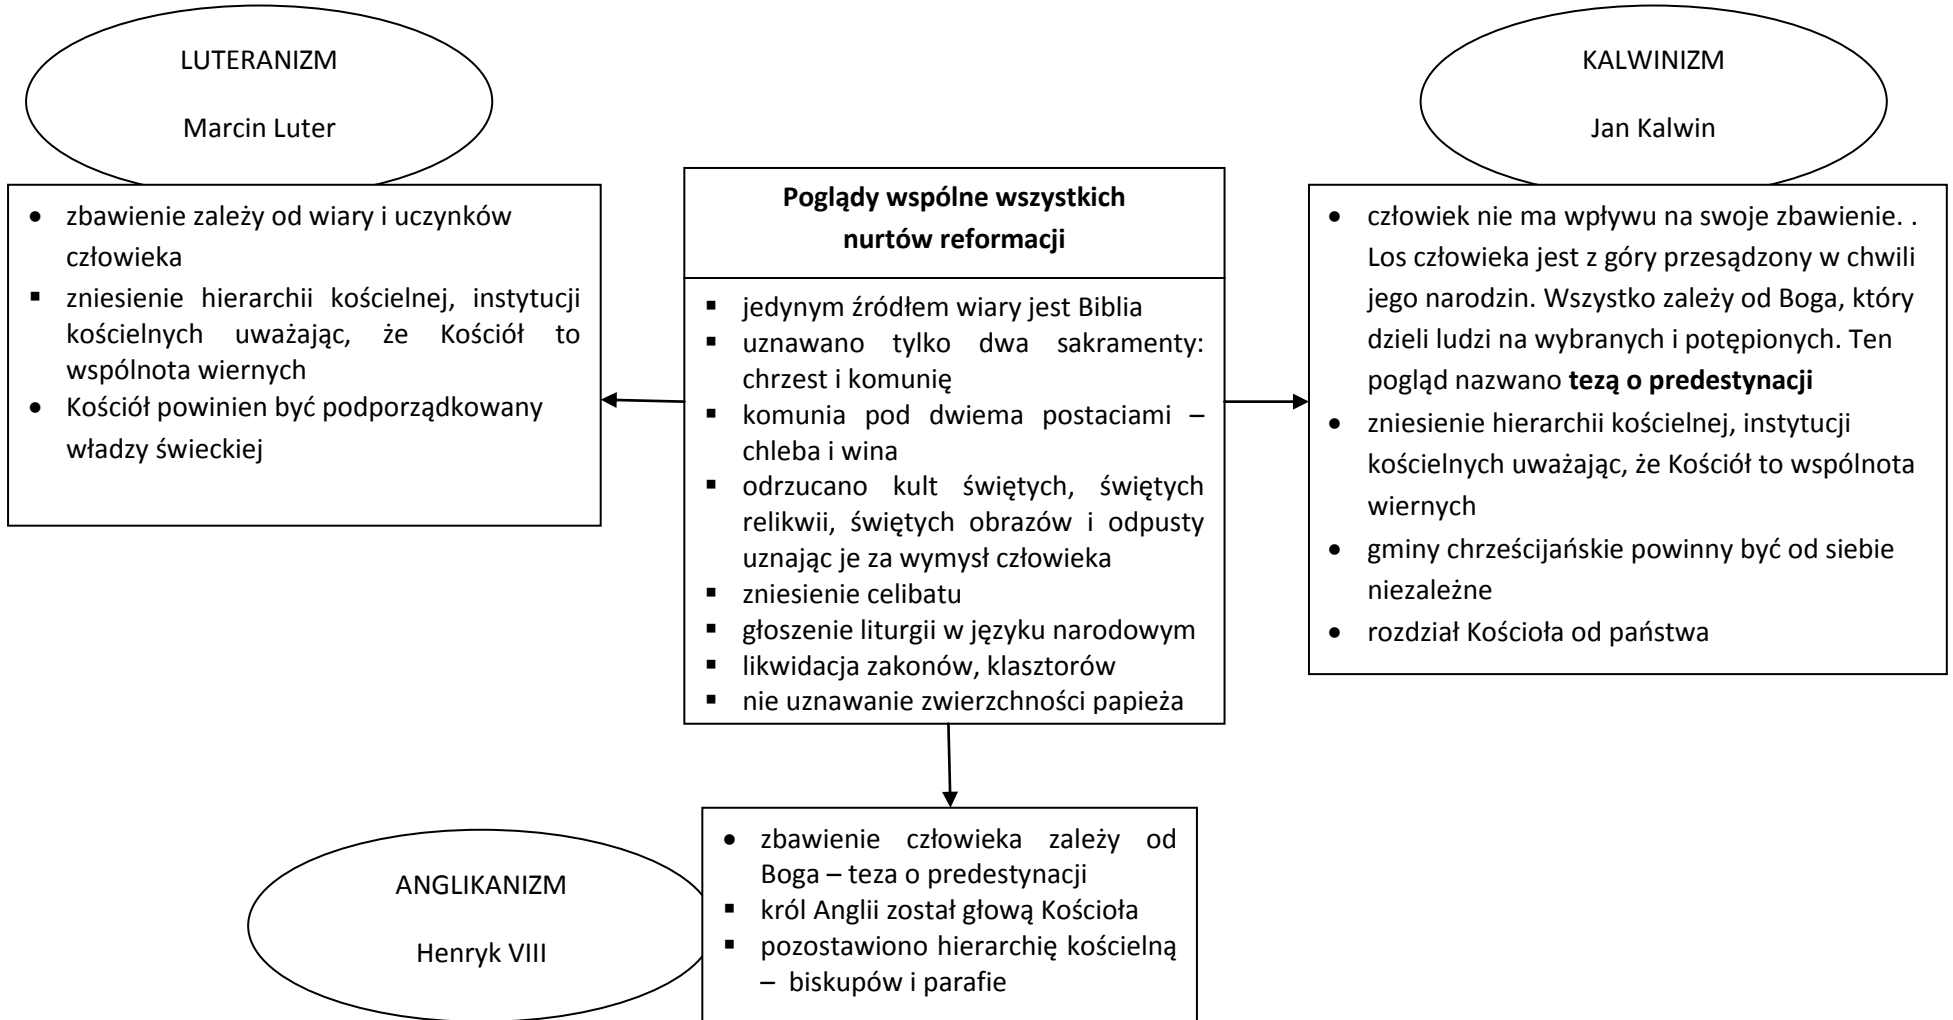 LUTERANIZM
Marcin Luter
• zbawienie zależy od wiary i uczynków
człowieka
▪ zniesienie hierarchii kościelnej, instytucji
kościelnych uważając, że Kościół to
wspólnota wiernych
• Kościół powinien być podporządkowany
władzy świeckiej
Poglądy wspólne wszystkich
nurtów reformacji
▪ jedynym źródłem wiary jest Biblia
▪ uznawano tylko dwa sakramenty:
chrzest i komunię
▪ komunia pod dwiema postaciami –
chleba i wina
▪ odrzucano kult świętych, świętych
relikwii, świętych obrazów i odpusty
uznając je za wymysł człowieka
▪ zniesienie celibatu
▪ głoszenie liturgii w języku narodowym
▪ likwidacja zakonów, klasztorów
▪ nie uznawanie zwierzchności papieża
KALWINIZM
Jan Kalwin
• człowiek nie ma wpływu na swoje zbawienie. .
Los człowieka jest z góry przesądzony w chwili
jego narodzin. Wszystko zależy od Boga, który
dzieli ludzi na wybranych i potępionych. Ten
pogląd nazwano tezą o predestynacji
• zniesienie hierarchii kościelnej, instytucji
kościelnych uważając, że Kościół to wspólnota
wiernych
• gminy chrześcijańskie powinny być od siebie
niezależne
• rozdział Kościoła od państwa
ANGLIKANIZM
Henryk VIII
• zbawienie człowieka zależy od
Boga – teza o predestynacji
▪ król Anglii został głową Kościoła
▪ pozostawiono hierarchię kościelną
– biskupów i parafie